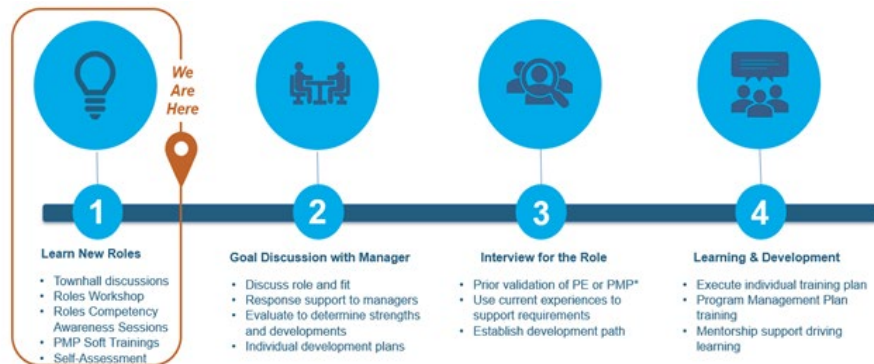 We
Are
Here
1
2
3
4
Learn New Roles
• Townhall discussions
• Roles Workshop
• Roles Competency
Awareness Sessions
• PMP Soft Trainings
• Self-Assessment
Goal Discussion with Manager
• Discuss role and fit
• Response support to managers
• Evaluate to determine strengths
and developments
• Individual development plans
Interview for the Role
• Prior validation of PE or PMP*
• Use current experiences to
support requirements
• Establish development path
Learning & Development
• Execute individual training plan
• Program Management Plan
training
• Mentorship support driving
learning